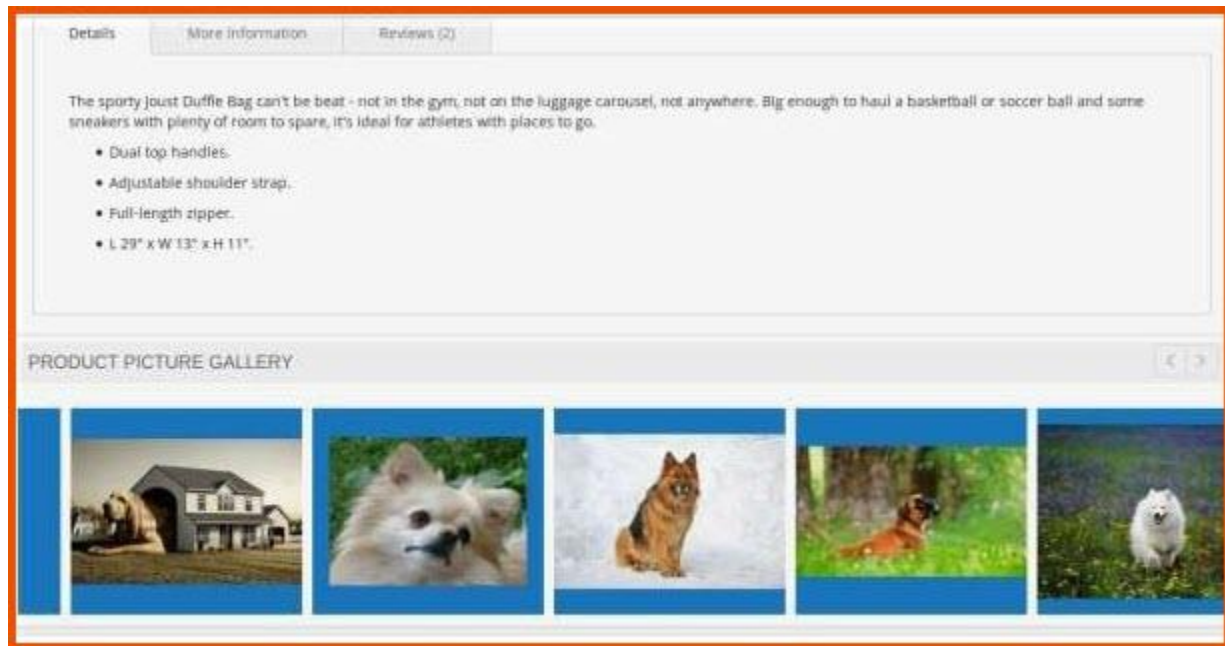 Details
More Information
Reviews (2)
The sporty Joust Duffle Bag can't be beat - not in the gym, not on the luggage carousel, not anywhere. Big enough to haul a basketball or soccer ball and some
sneakers with plenty of room to spare, it's ideal for athletes with places to go.
• Dual top handles.
• Adjustable shoulder strap.
• Full-length zipper.
• L 29" x W 13" x H 11".
PRODUCT PICTURE GALLERY